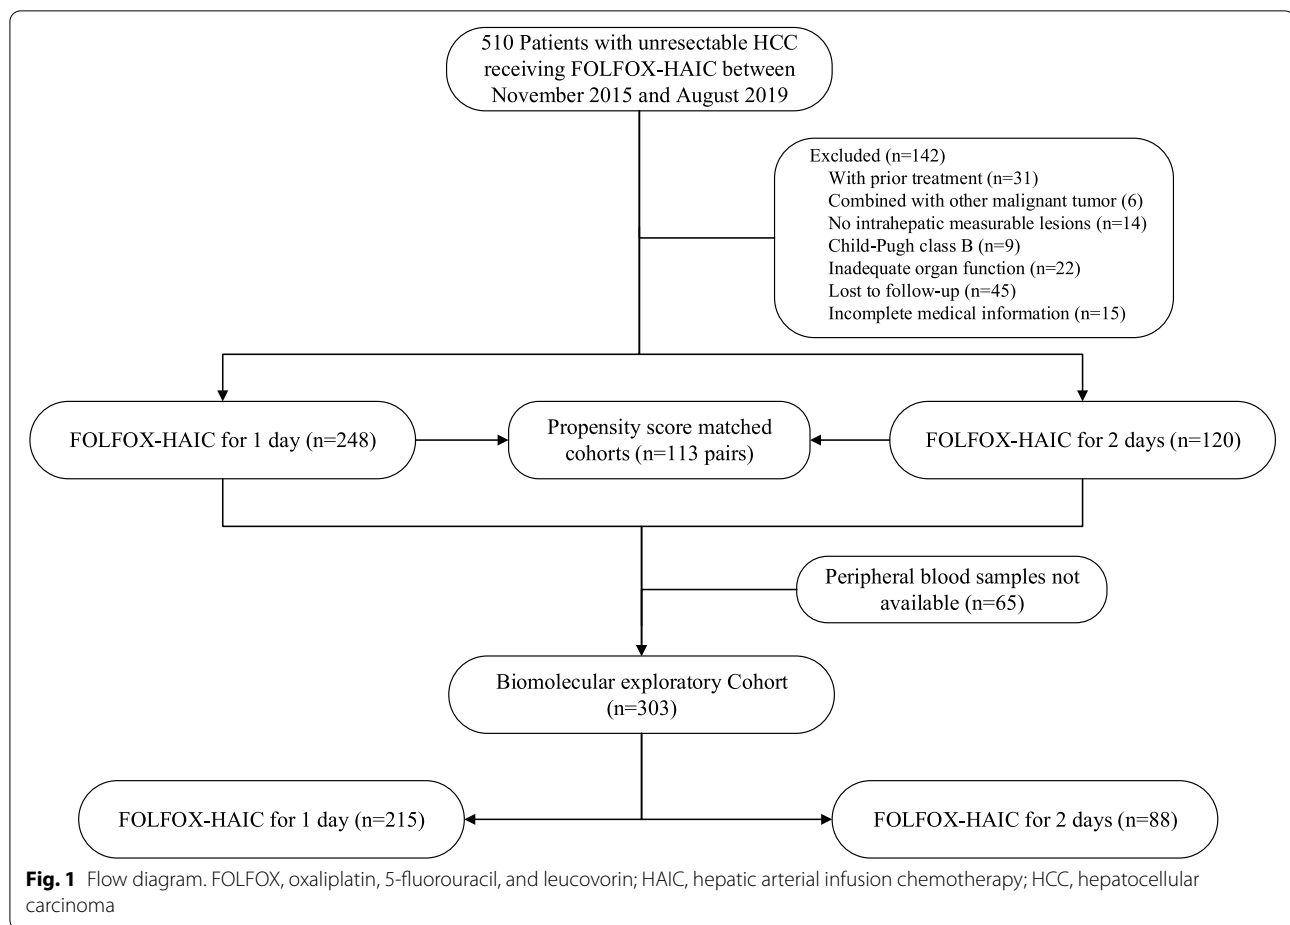 510 Patients with unresectable HCC
receiving FOLFOX-HAIC between
November 2015 and August 2019
Excluded (n=142)
With prior treatment (n=31)
Combined with other malignant tumor (6)
No intrahepatic measurable lesions (n=14)
Child-Pugh class B (n=9)
Inadequate organ function (n=22)
Lost to follow-up (n=45)
Incomplete medical information (n=15)
FOLFOX-HAIC for 1 day (n=248)
Propensity score matched
cohorts (n=113 pairs)
FOLFOX-HAIC for 2 days (n=120)
Peripheral blood samples not
available (n=65)
Biomolecular exploratory Cohort
(n=303)
FOLFOX-HAIC for 1 day (n=215)
FOLFOX-HAIC for 2 days (n=88)
Fig. 1 Flow diagram. FOLFOX, oxaliplatin, 5-fluorouracil, and leucovorin; HAIC, hepatic arterial infusion chemotherapy; HCC, hepatocellular
carcinoma